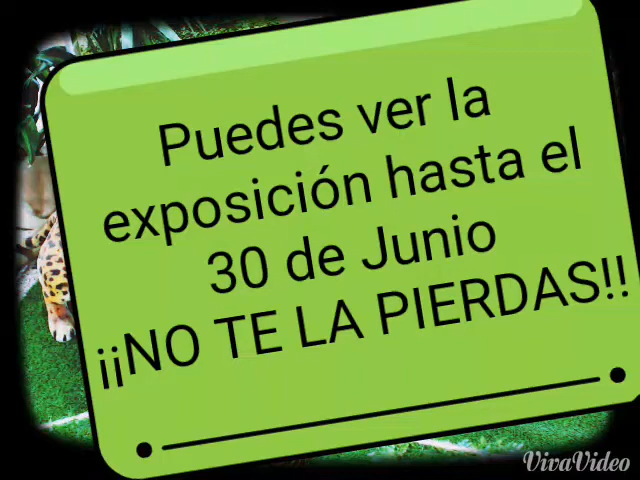 Puedes ver la
exposición hasta el
30 de Junio
¡¡NO TE LA PIERDAS!!
VivaVideo